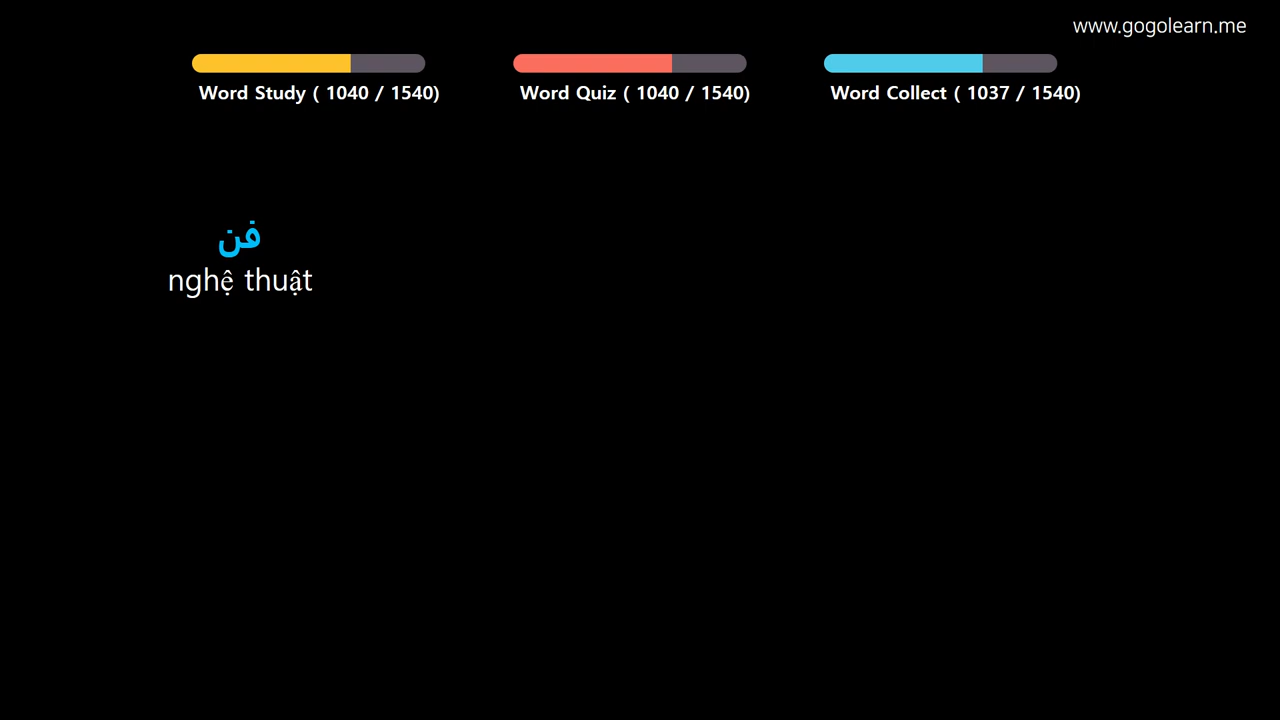 www.gogolearn.me
Word Study ( 1040 / 1540)
Word Quiz ( 1040 / 1540)
Word Collect ( 1037 / 1540)
فن
nghệ thuật